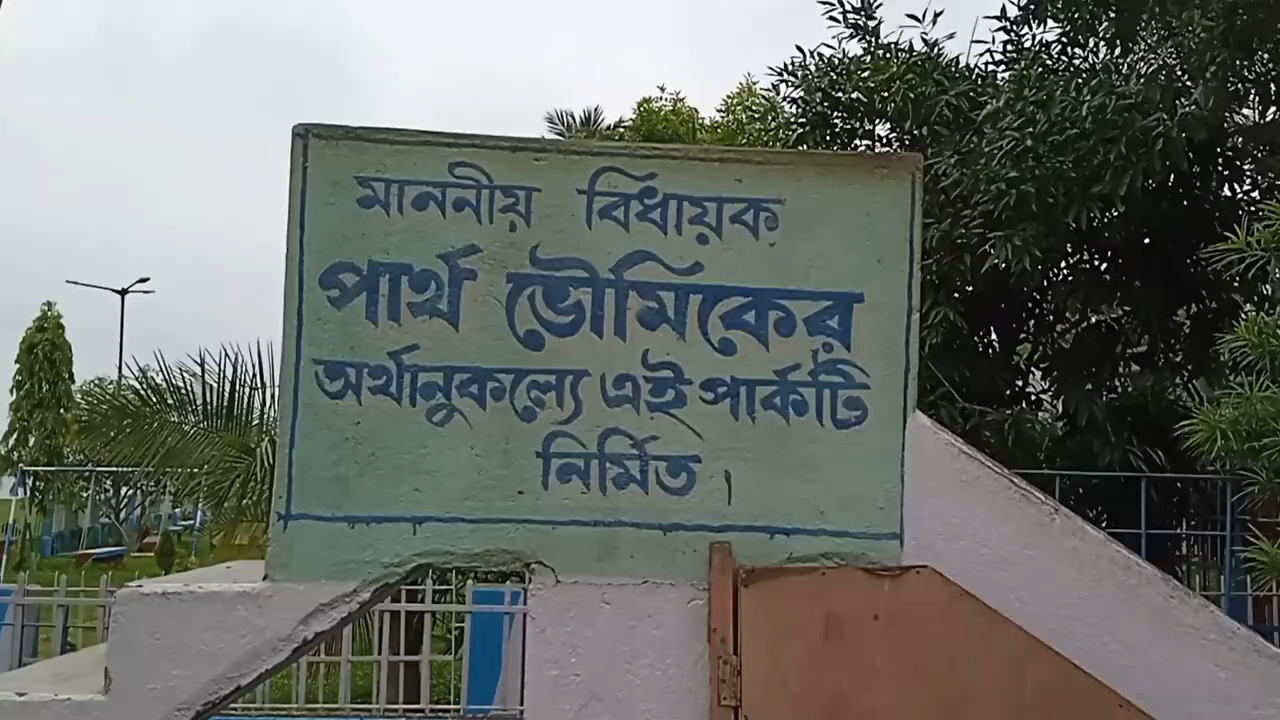 মাননীয় বিধায়ক
পার্থ ভৌমিকের
অর্থানুকল্যে এই পার্কটি
নির্মিত।